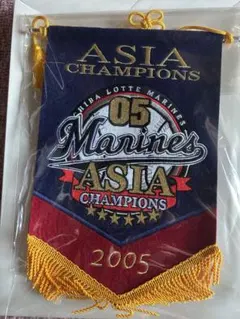 ASIA
CHAMPIONS
CHIBA LOTTE MARINES
05
Marines
ASIA
CHAMPIONS
2005